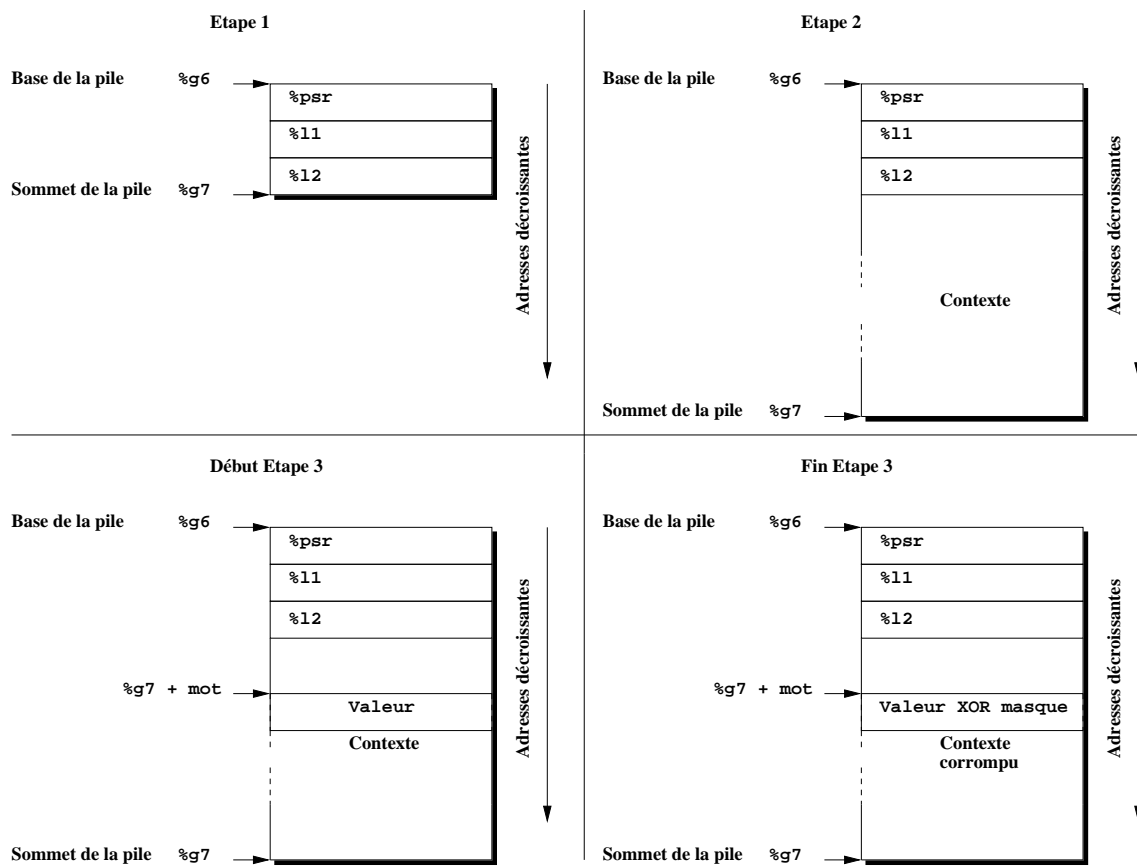 Etape 1
Base de la pile %g6
%psr
%l1
%l2
Sommet de la pile %g7
Adresses décroissantes
Etape 2
Base de la pile %g6
%psr
%l1
%l2
Contexte
Sommet de la pile %g7
Adresses décroissantes
Début Etape 3
Base de la pile %g6
%psr
%l1
%l2
%g7 + mot
Valeur
Contexte
Sommet de la pile %g7
Adresses décroissantes
Fin Etape 3
Base de la pile %g6
%psr
%l1
%l2
%g7 + mot
Valeur XOR masque
Contexte
corrompu
Sommet de la pile %g7
Adresses décroissantes